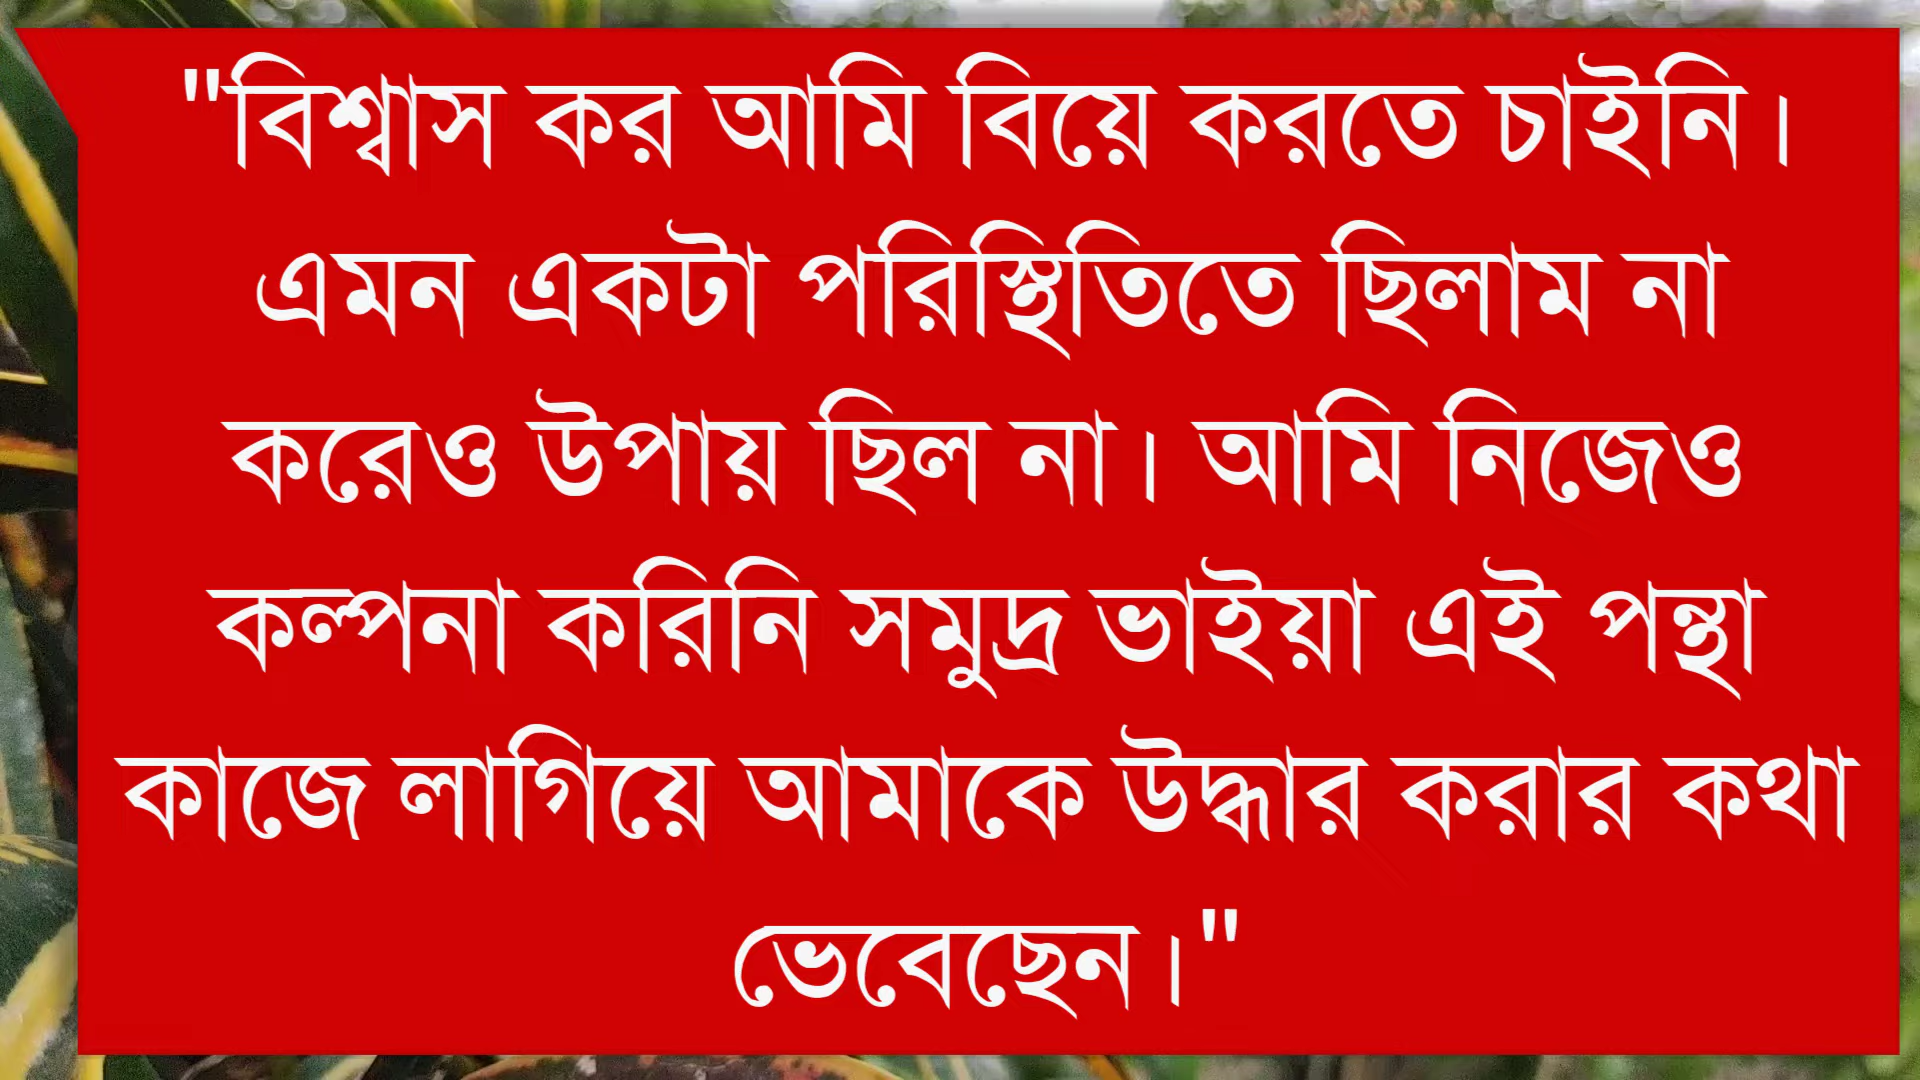 "বিশ্বাস কর আমি বিয়ে করতে চাইনি।
এমন একটা পরিস্থিতিতে ছিলাম না
করেও উপায় ছিল না। আমি নিজেও
কল্পনা করিনি সমুদ্র ভাইয়া এই পন্থা
কাজে লাগিয়ে আমাকে উদ্ধার করার কথা
ভেবেছেন।"